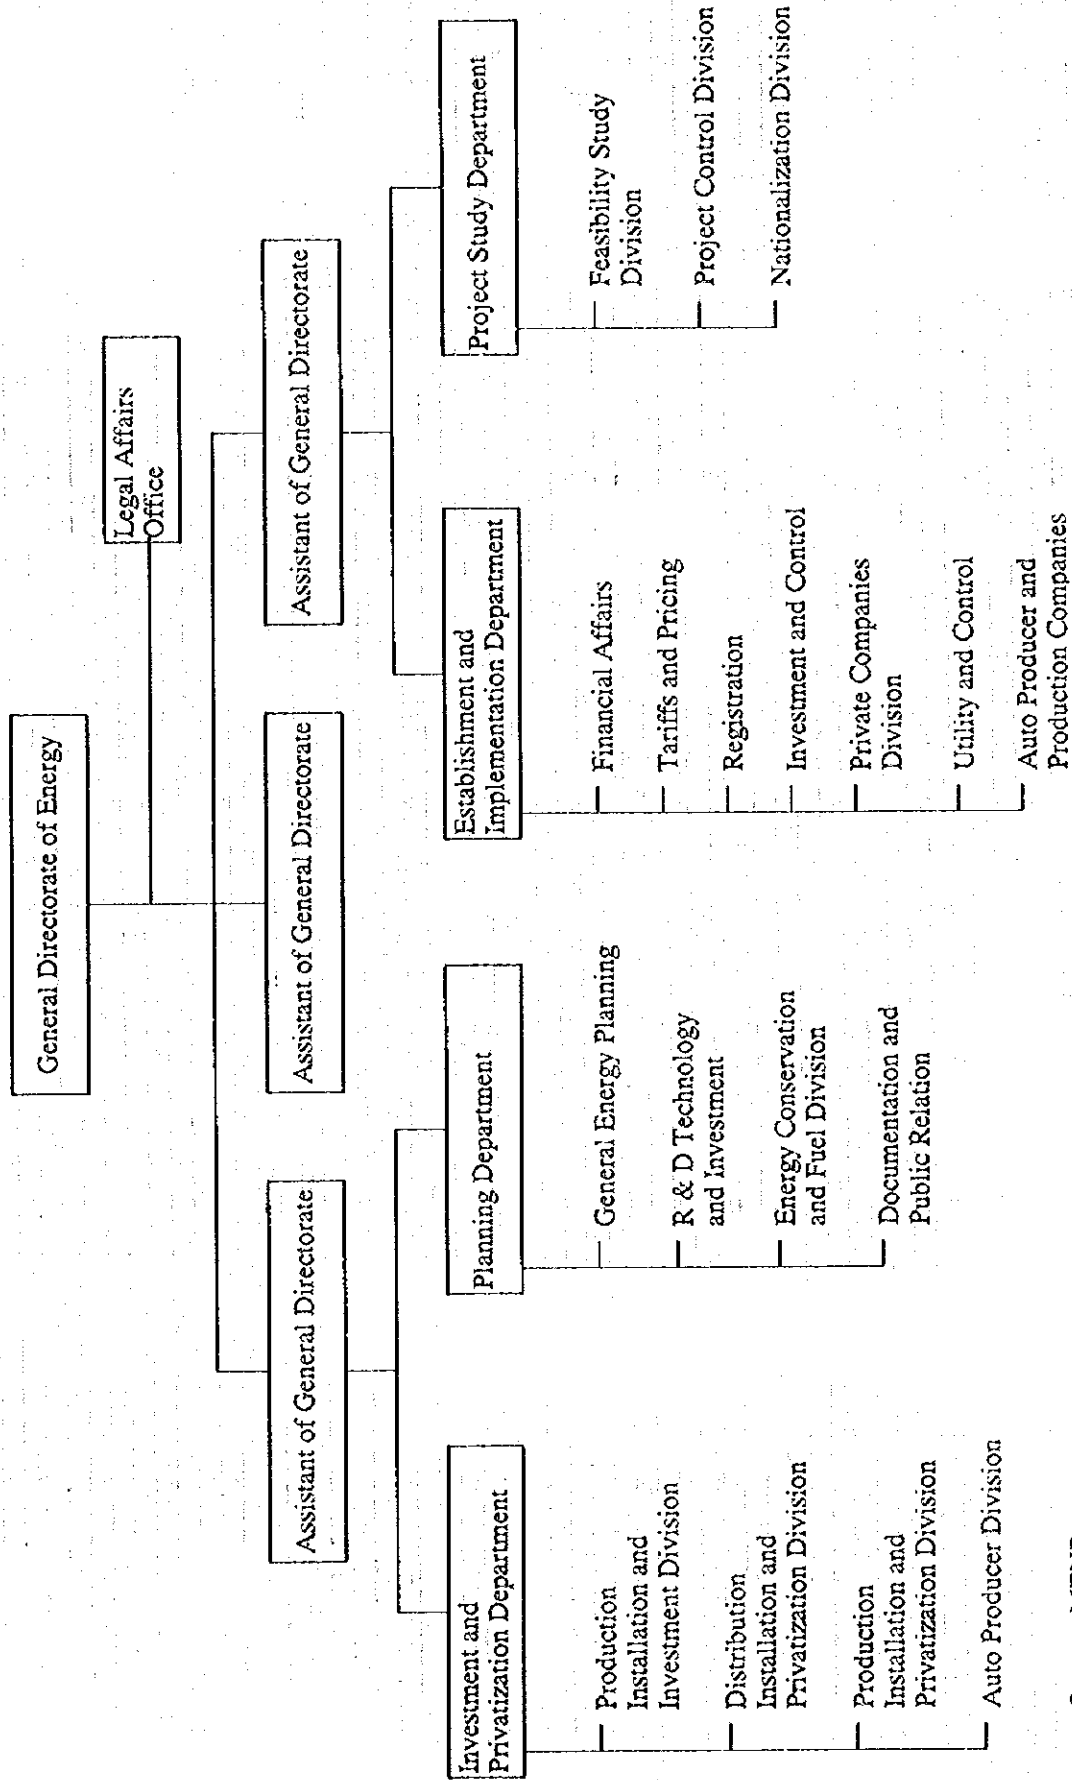 General Directorate of Energy
Legal Affairs
Office
Assistant of General Directorate
Assistant of General Directorate
Assistant of General Directorate
Investment and
Privatization Department
Production
Installation and
Investment Division
Distribution
Installation and
Privatization Division
Production
Installation and
Privatization Division
Auto Producer Division
Planning Department
General Energy Planning
R & D Technology
and Investment
Energy Conservation
and Fuel Division
Documentation and
Public Relation
Establishment and
Implementation Department
Financial Affairs
Tariffs and Pricing
Registration
Investment and Control
Private Companies
Division
Utility and Control
Auto Producer and
Production Companies
Project Study Department
Feasibility Study
Division
Project Control Division
Nationalization Division